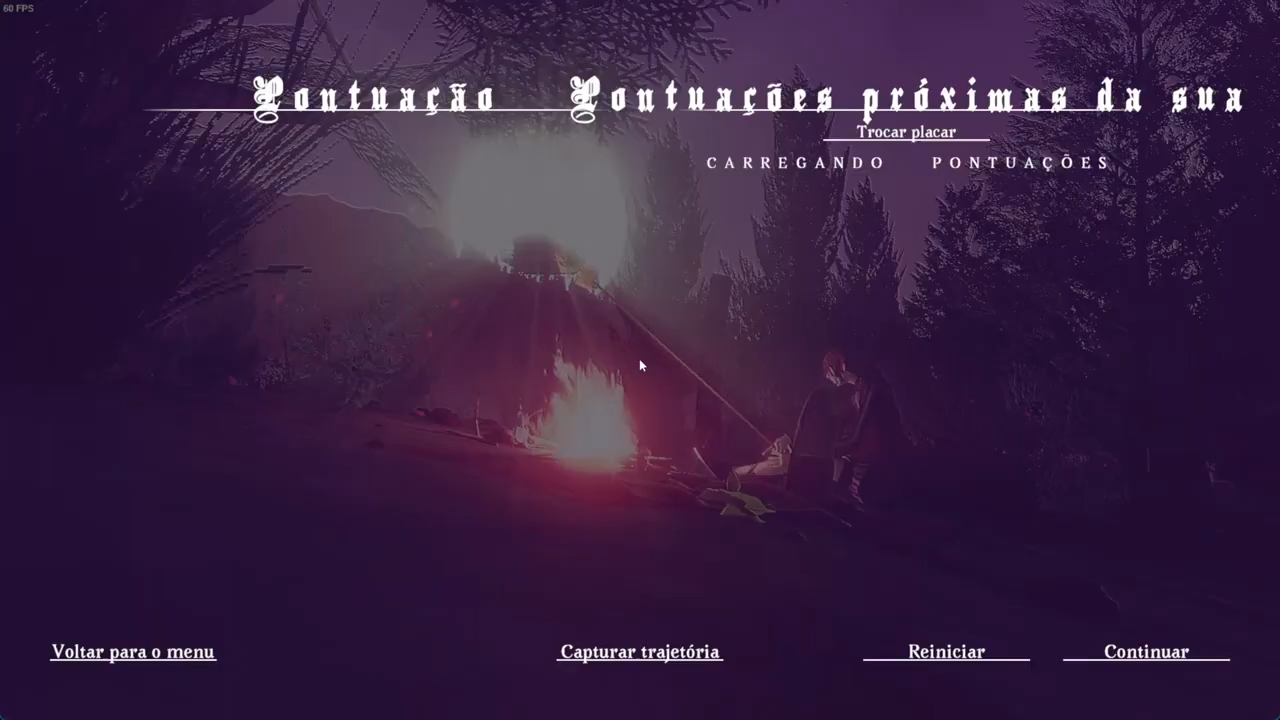 60 FPS
Pontuação Pontuações próximas da sua
Trocar placar
CARREGANDO PONTUAÇÕES
Voltar para o menu Capturar trajetória Reiniciar Continuar